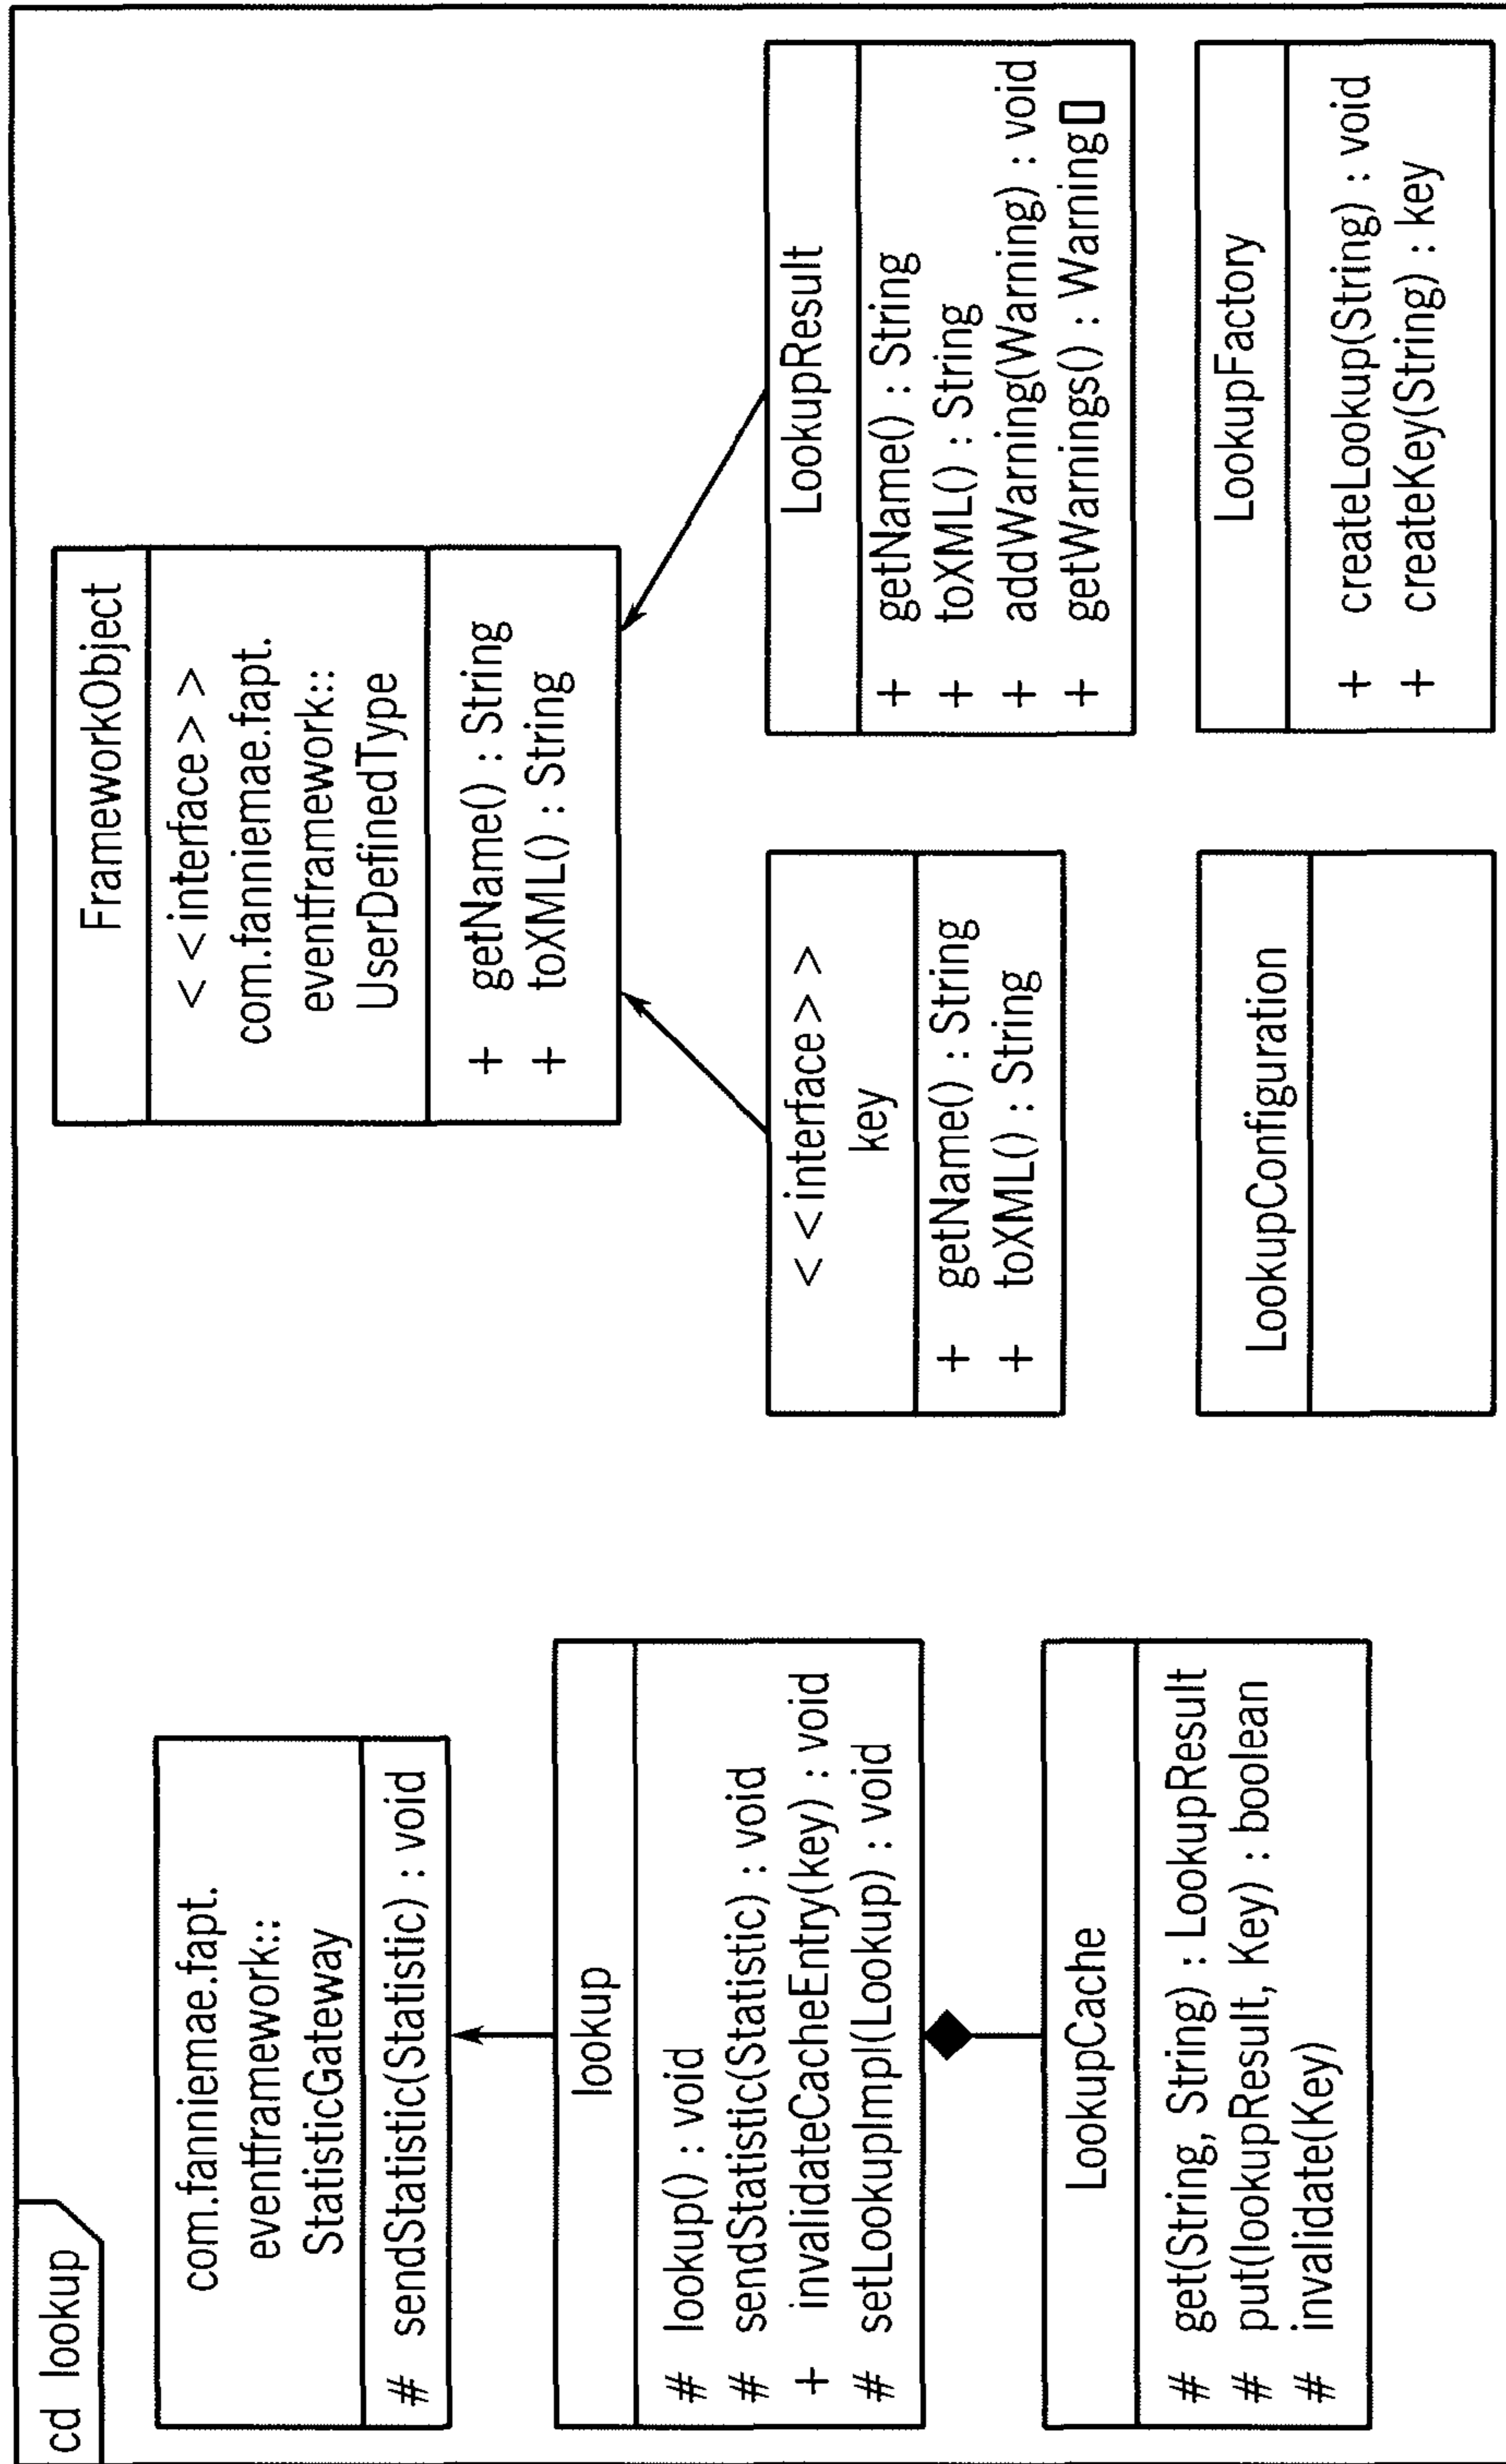 cd lookup
com.fanniemae.fapt.
eventframework::
StatisticGateway
# sendStatistic(Statistic) : void
lookup
# lookup() : void
# sendStatistic(Statistic) : void
+ invalidateCacheEntry(key) : void
# setLookupImpl(Lookup) : void
LookupCache
# get(String, String) : LookupResult
# put(lookupResult, Key) : boolean
# invalidate(Key)
FrameworkObject
< <interface> >
com.fanniemae.fapt.
eventframework::
UserDefinedType
+ getName() : String
+ toXML() : String
< <interface> >
key
+ getName() : String
+ toXML() : String
LookupResult
+ getName() : String
+ toXML() : String
+ addWarning(Warning) : void
+ getWarnings() : Warning[]
LookupConfiguration
LookupFactory
+ createLookup(String) : void
+ createKey(String) : key